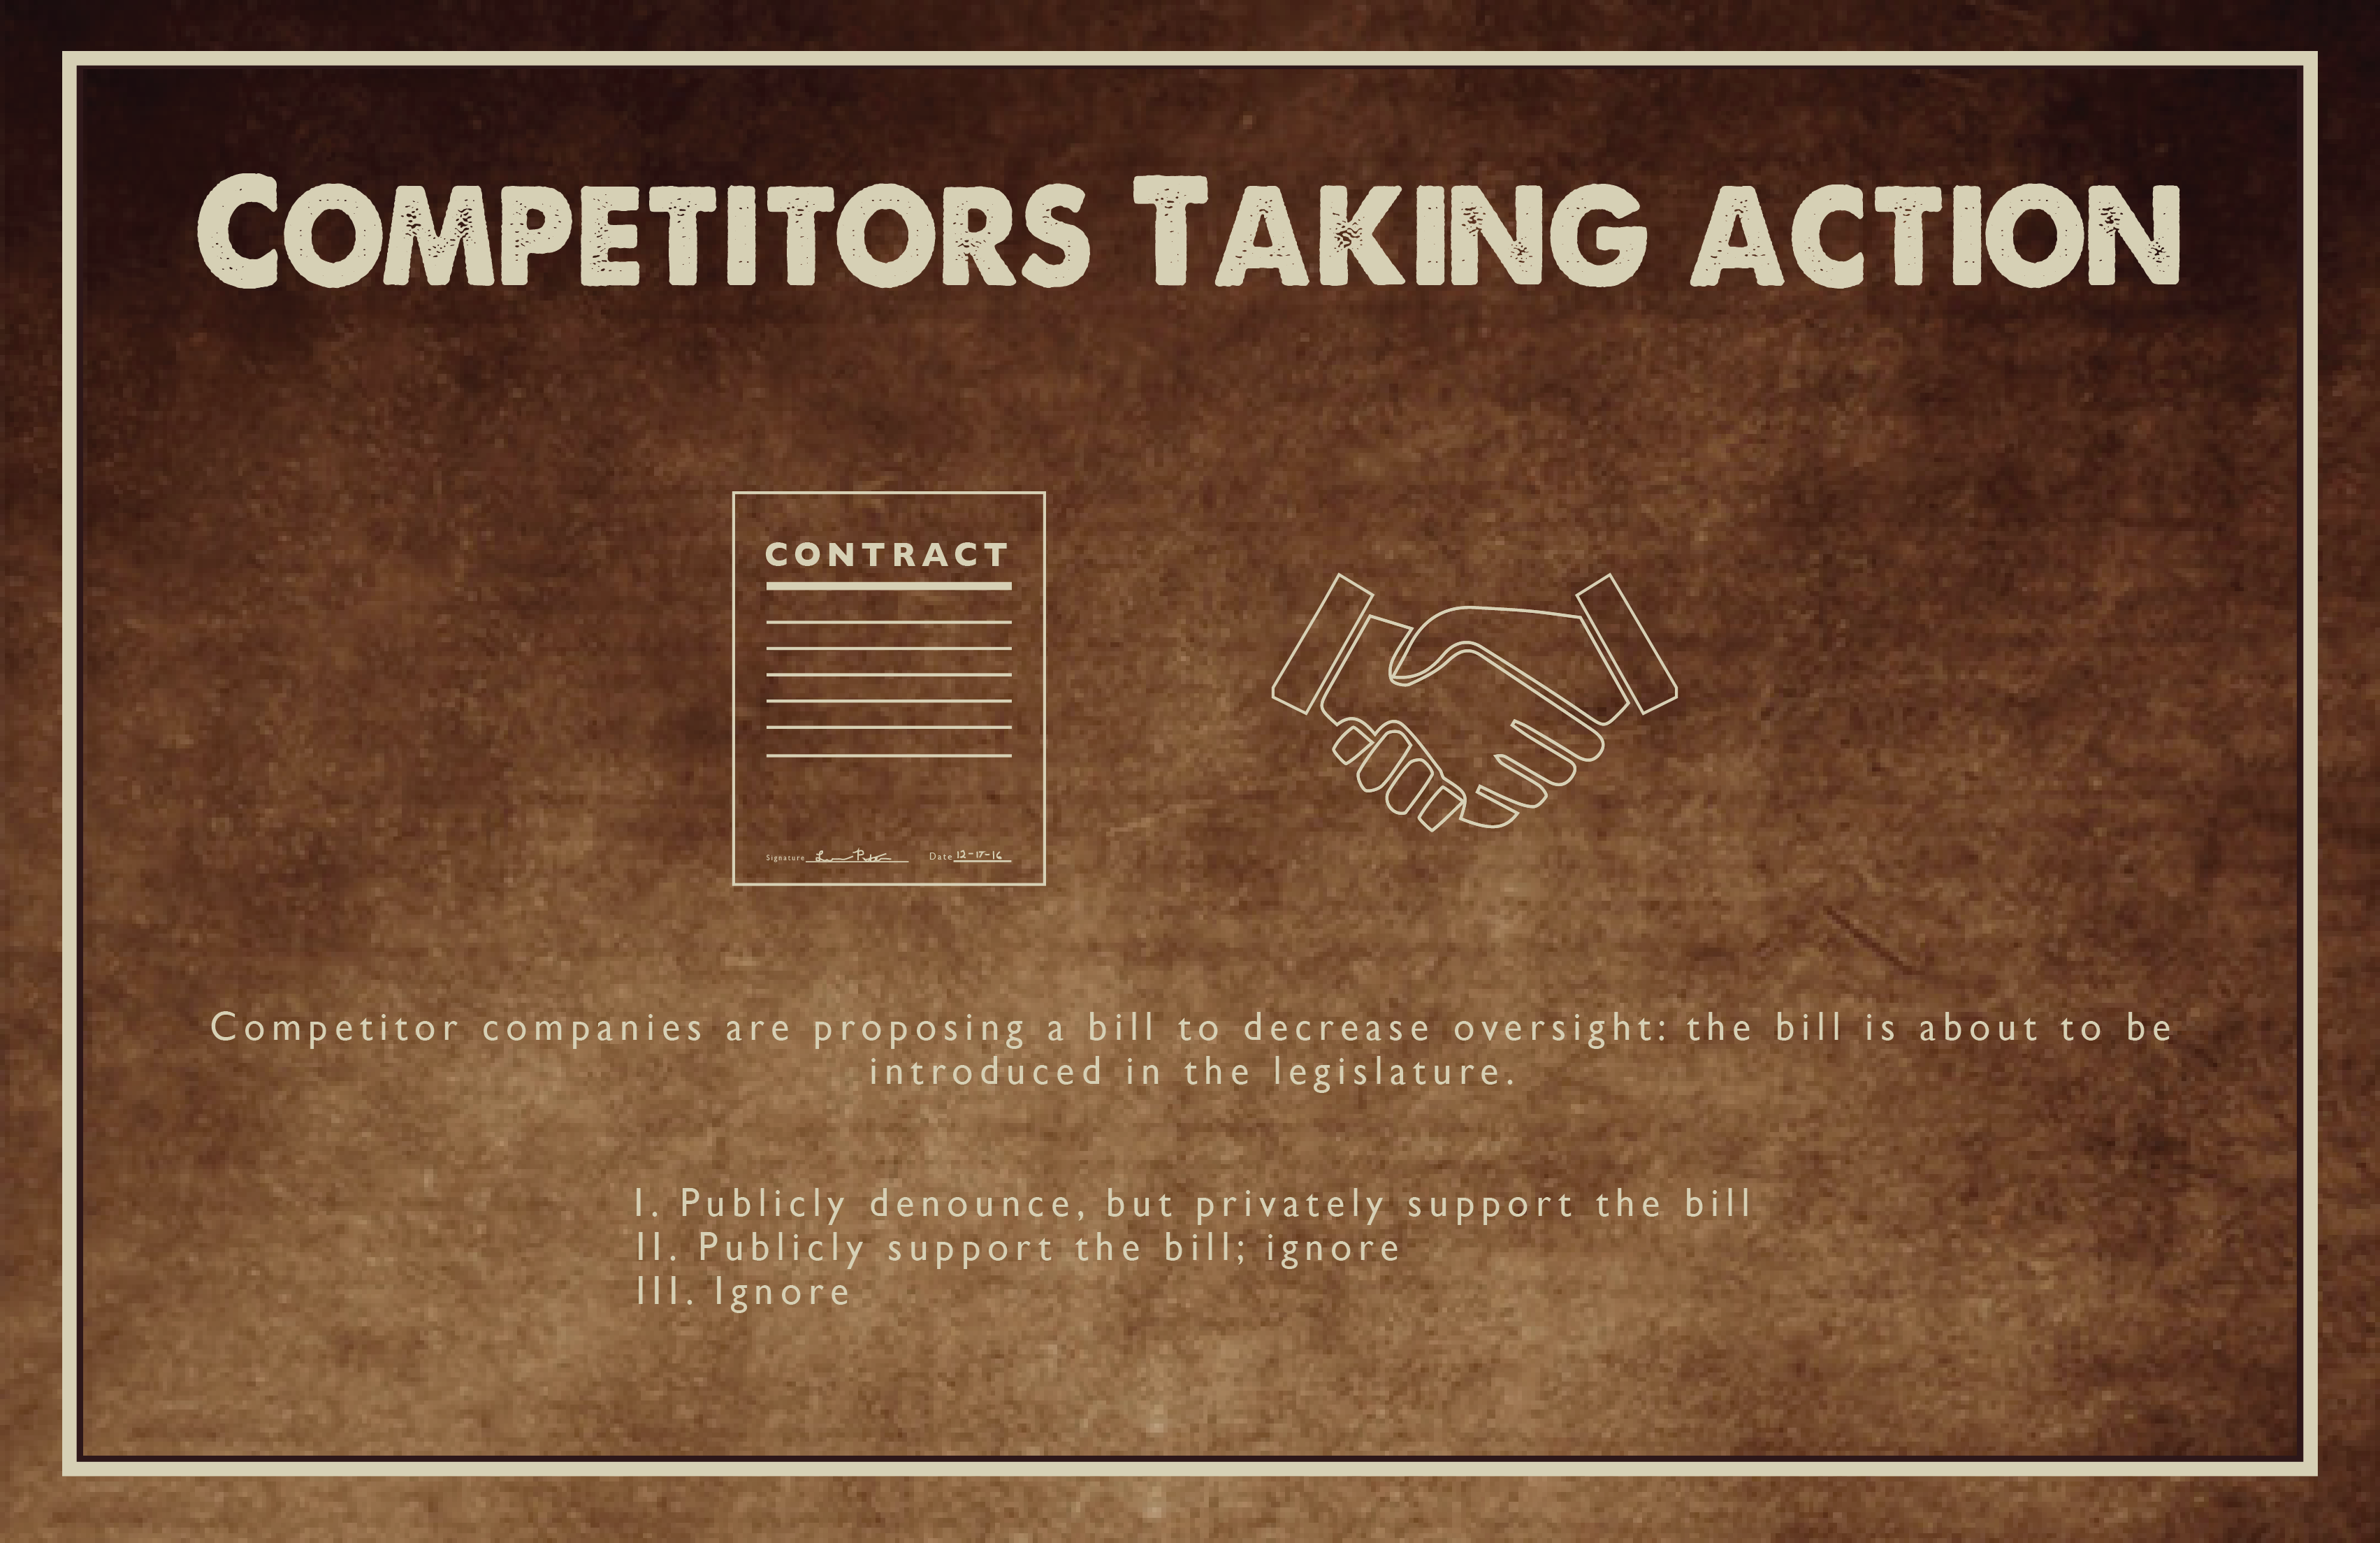 COMPETITORS TAKING ACTION
CONTRACT
Signature Date 12-17-16
Competitor companies are proposing a bill to decrease oversight: the bill is about to be
introduced in the legislature.
I. Publicly denounce, but privately support the bill
II. Publicly support the bill; ignore
III. Ignore